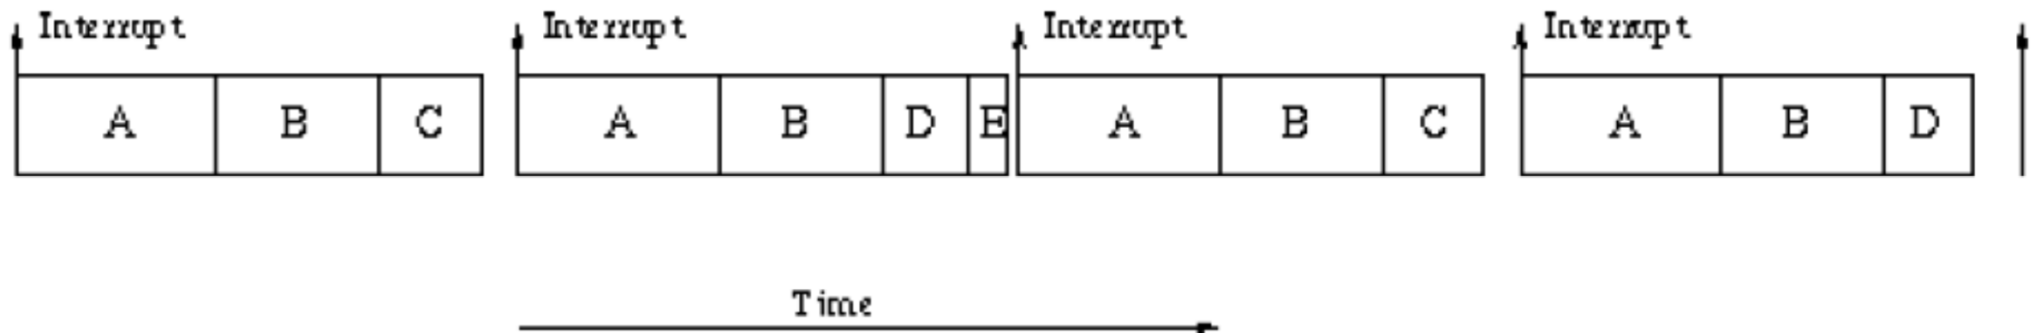 Interrupt Interrupt Interrupt Interrupt
A B C A B D E A B C A B D
Time